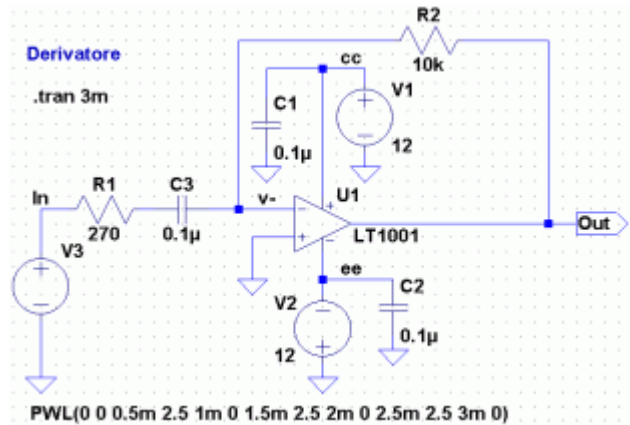 Derivatore
.tran 3m
R2
10k
cc
V1
12
C1
0.1µ
In
R1
270
C3
0.1µ
v-
U1
LT1001
Out
V3
ee
V2
12
C2
0.1µ
PWL(0 0 0.5m 2.5 1m 0 1.5m 2.5 2m 0 2.5m 2.5 3m 0)